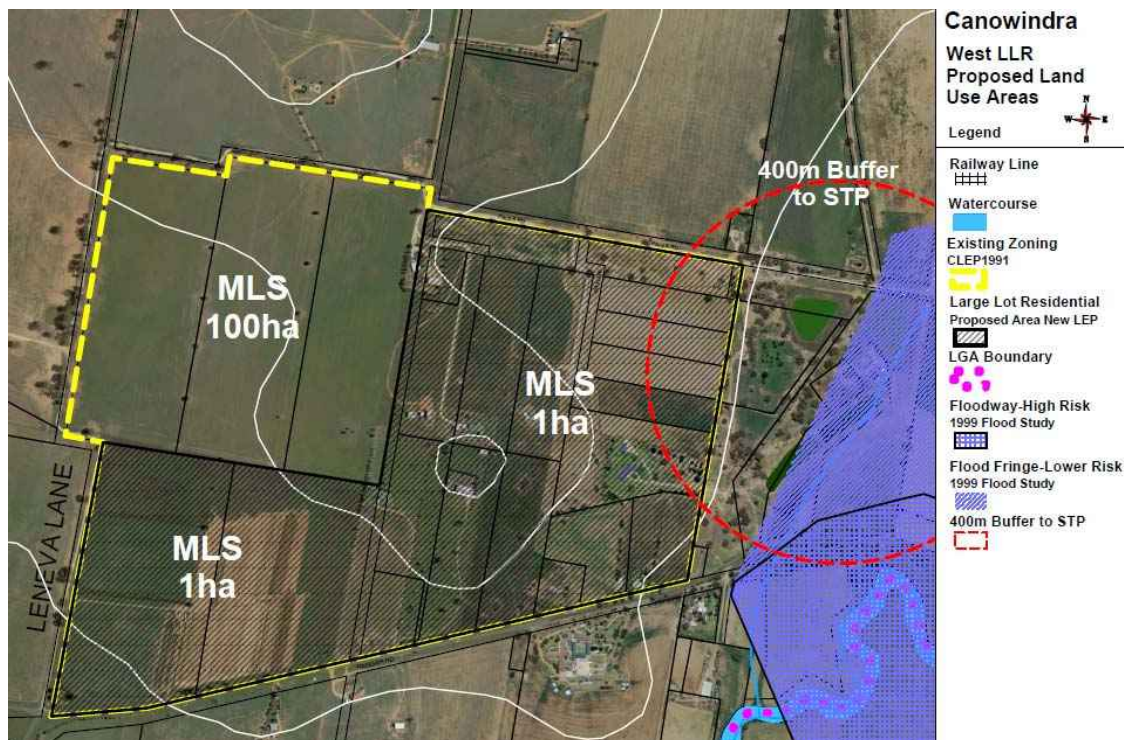 Canowindra
West LLR
Proposed Land
Use Areas
N
W
E
S
Legend
Railway Line
Watercourse
Existing Zoning
CLEP1991
Large Lot Residential
Proposed Area New LEP
LGA Boundary
Floodway-High Risk
1999 Flood Study
Flood Fringe-Lower Risk
1999 Flood Study
400m Buffer to STP
400m Buffer
to STP
MLS
100ha
MLS
1ha
MLS
1ha
LENEVA LANE